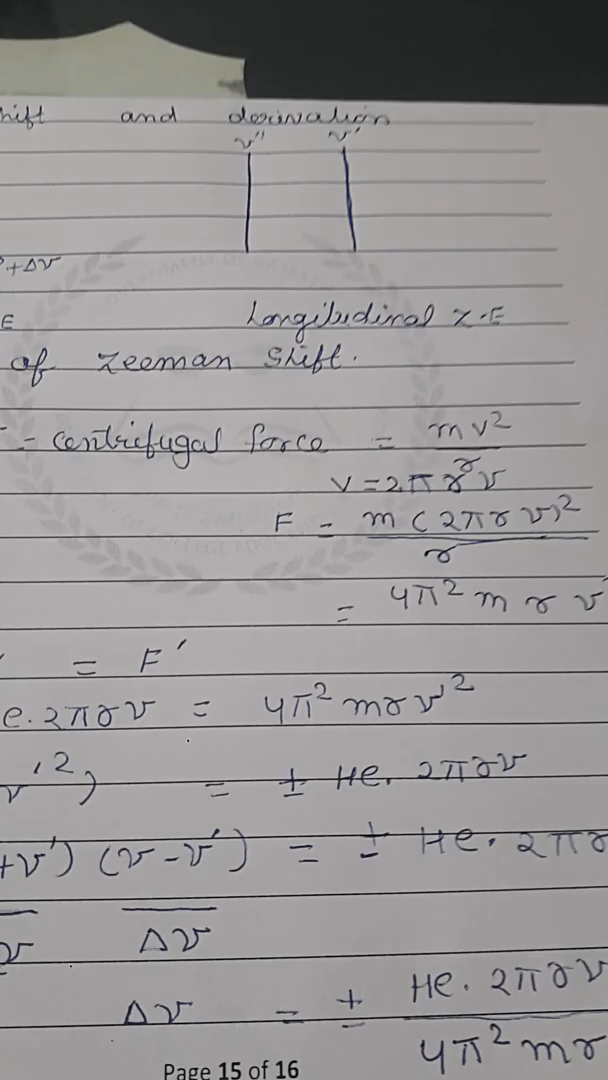 hift and derivation
ν" ν'
ν+Δν
E Longitudinal Z.E
of Zeeman Shift.
= centrifugal force = mv²
r
v = 2πrν
F = m(2πrν)²
r
= 4π²mrν
' = F'
e.2πrν = 4π²mrν²
ν'²) = ± He.2πrν
+ν') (ν-ν') = ± He.2πr
ν Δν
Δν = ± He.2πrν
4π²mr
Page 15 of 16